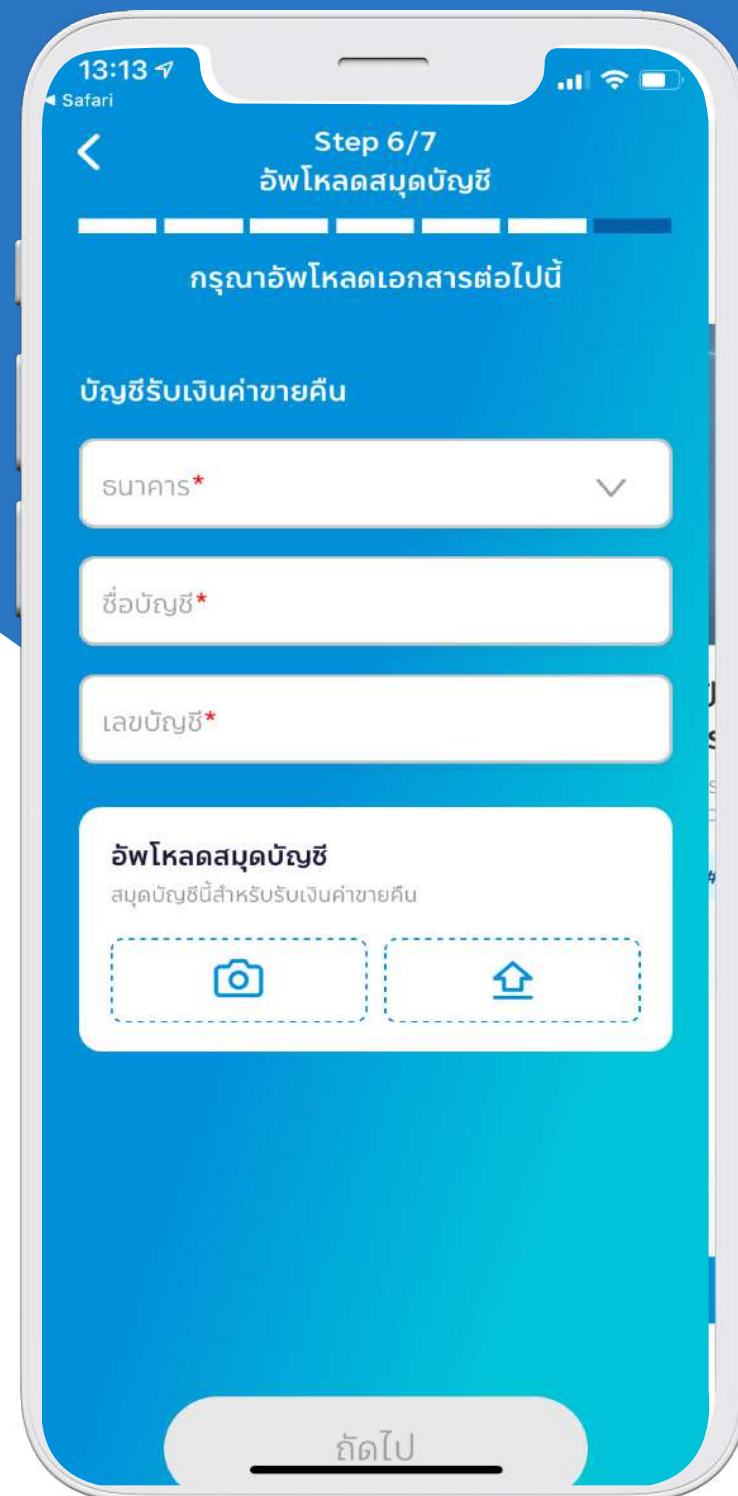 13:13
Safari
Step 6/7
อัพโหลดสมุดบัญชี
กรุณาอัพโหลดเอกสารต่อไปนี้
บัญชีรับเงินค่าขายคืน
ธนาคาร*
ชื่อบัญชี*
เลขบัญชี*
อัพโหลดสมุดบัญชี
สมุดบัญชีนี้สำหรับรับเงินค่าขายคืน
ถัดไป